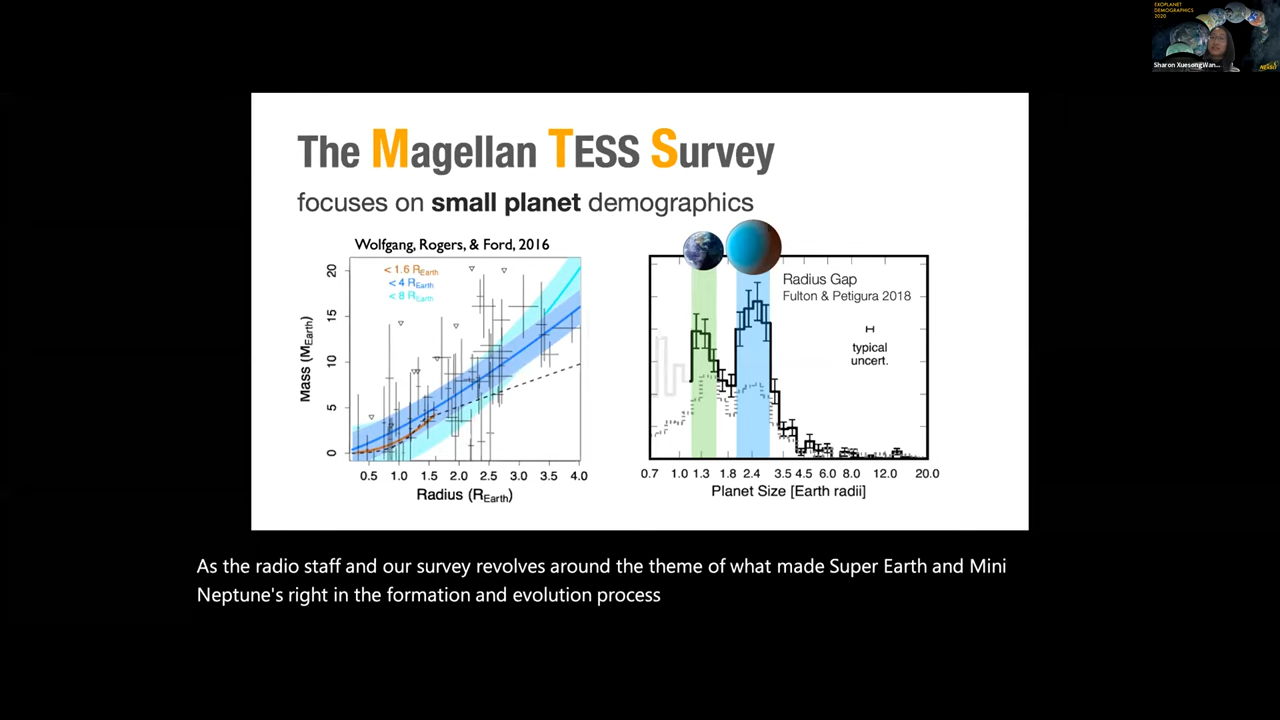 EXOPLANET
DEMOGRAPHICS
2020
Sharon XuesongWan...
The Magellan TESS Survey
focuses on small planet demographics
Wolfgang, Rogers, & Ford, 2016
< 1.6 REarth
< 4 REarth
< 8 REarth
20
15
10
5
0
Mass (MEarth)
0.5 1.0 1.5 2.0 2.5 3.0 3.5 4.0
Radius (REarth)
Radius Gap
Fulton & Petigura 2018
typical
uncert.
0.7 1.0 1.3 1.8 2.4 3.5 4.5 6.0 8.0 12.0 20.0
Planet Size [Earth radii]
As the radio staff and our survey revolves around the theme of what made Super Earth and Mini
Neptune's right in the formation and evolution process